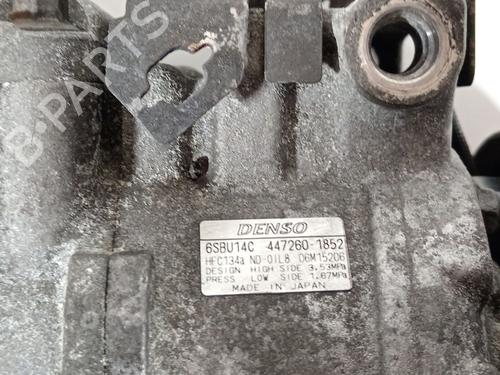 B-PARTS
DENSO
6SBU14C 447260-1852
HFC134a ND-OIL8 06M15206
DESIGN HIGH SIDE 3.53MPa
PRESS LOW SIDE 1.67MPa
MADE IN JAPAN